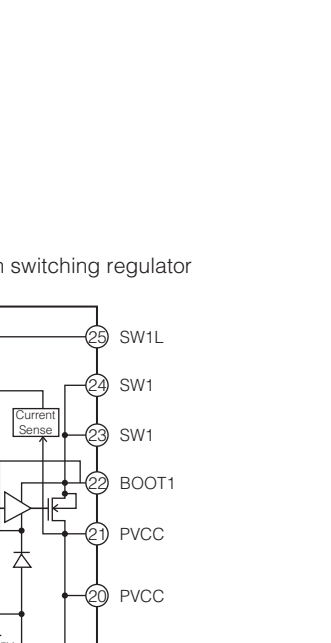 switching regulator
25 SW1L
24 SW1
Current
Sense
23 SW1
22 BOOT1
21 PVCC
20 PVCC